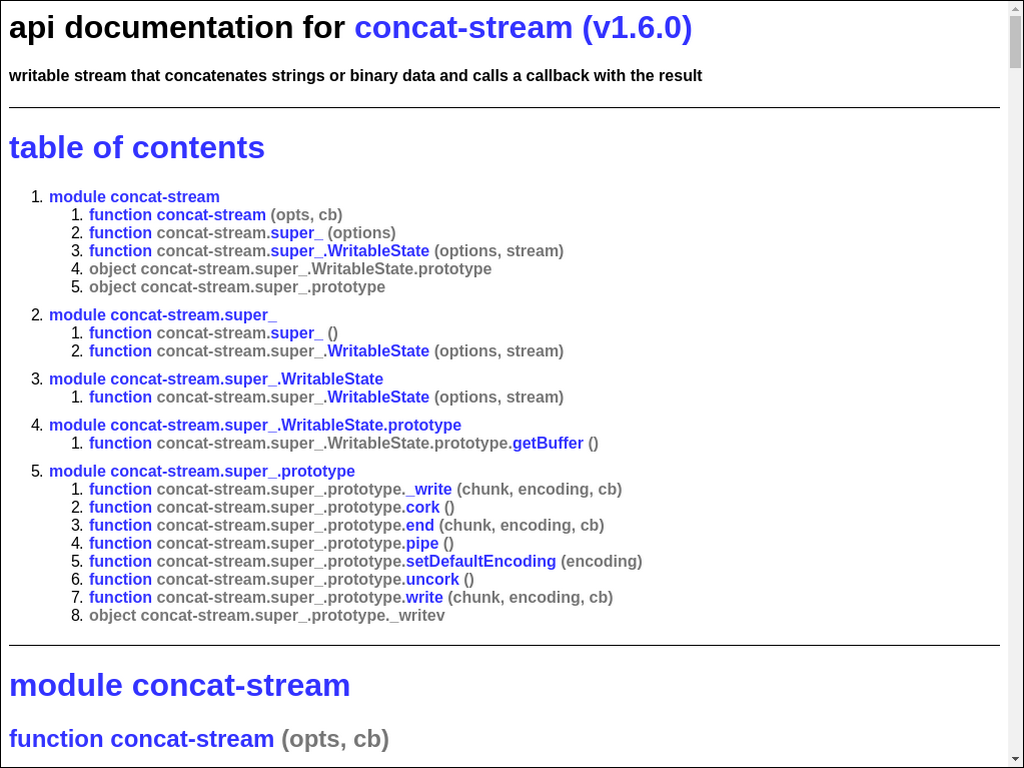 api documentation for concat-stream (v1.6.0)
writable stream that concatenates strings or binary data and calls a callback with the result
table of contents
1. module concat-stream
1. function concat-stream (opts, cb)
2. function concat-stream.super_ (options)
3. function concat-stream.super_.WritableState (options, stream)
4. object concat-stream.super_.WritableState.prototype
5. object concat-stream.super_.prototype
2. module concat-stream.super_
1. function concat-stream.super_ ()
2. function concat-stream.super_.WritableState (options, stream)
3. module concat-stream.super_.WritableState
1. function concat-stream.super_.WritableState (options, stream)
4. module concat-stream.super_.WritableState.prototype
1. function concat-stream.super_.WritableState.prototype.getBuffer ()
5. module concat-stream.super_.prototype
1. function concat-stream.super_.prototype._write (chunk, encoding, cb)
2. function concat-stream.super_.prototype.cork ()
3. function concat-stream.super_.prototype.end (chunk, encoding, cb)
4. function concat-stream.super_.prototype.pipe ()
5. function concat-stream.super_.prototype.setDefaultEncoding (encoding)
6. function concat-stream.super_.prototype.uncork ()
7. function concat-stream.super_.prototype.write (chunk, encoding, cb)
8. object concat-stream.super_.prototype._writev
module concat-stream
function concat-stream (opts, cb)